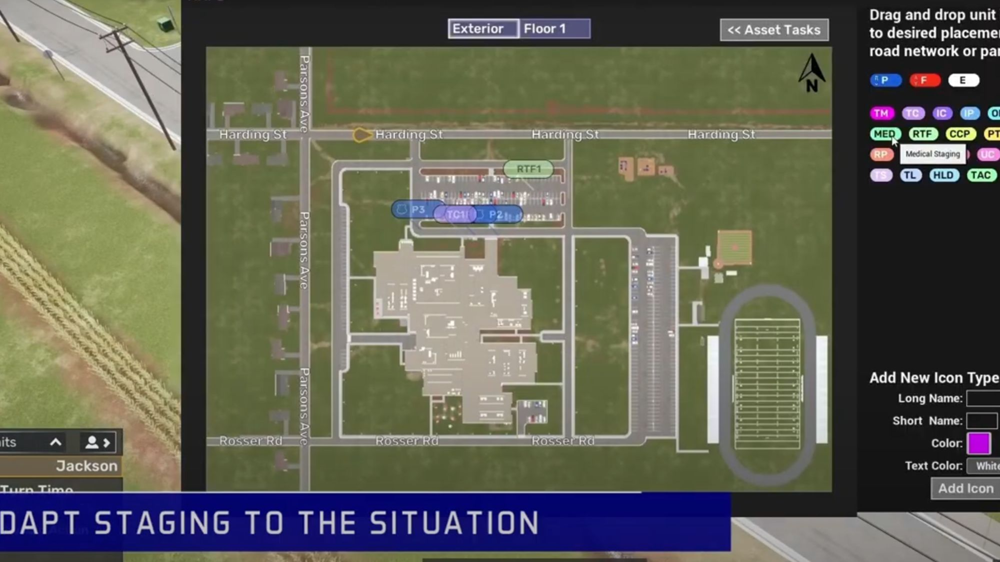 Exterior
Floor 1
<< Asset Tasks
Drag and drop unit
to desired placeme
road network or pa
P
F
E
TM
TC
IC
IP
MED
RTF
CCP
PT
RP
Medical Staging
UC
TS
TL
HLD
TAC
N
Parsons Ave
Harding St
Harding St
Harding St
Harding St
RTF1
P3
TC1
P2
Parsons Ave
Parsons Ave
Rosser Rd
Rosser Rd
Rosser Rd
Add New Icon Type
Long Name:
Short Name:
Color:
Text Color:
White
Add Icon
its
Jackson
Turn Time
DAPT STAGING TO THE SITUATION